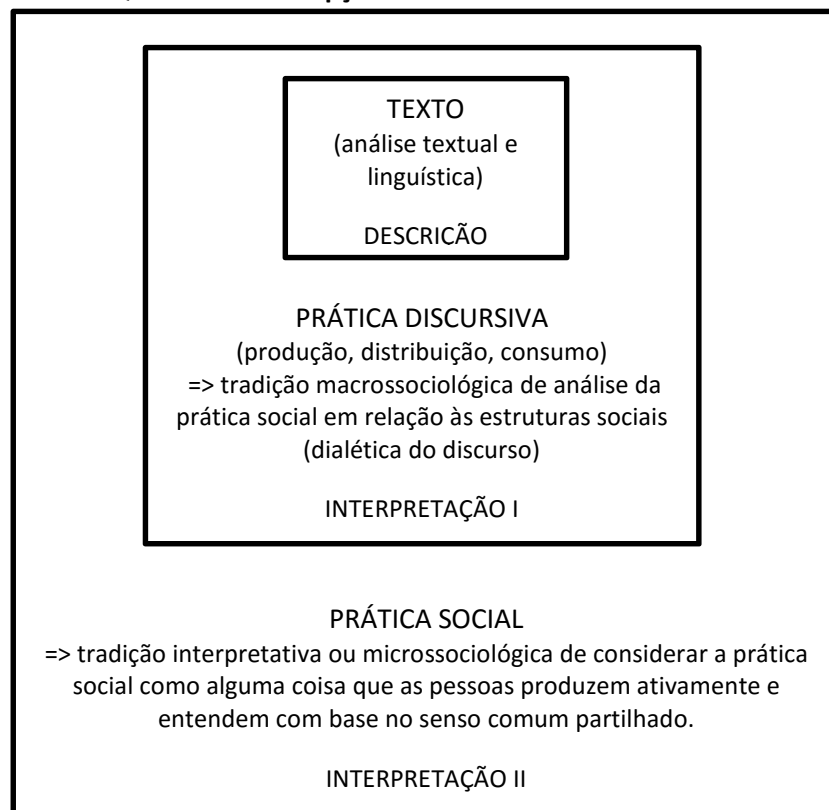 TEXTO
(análise textual e
linguística)
DESCRIÇÃO
PRÁTICA DISCURSIVA
(produção, distribuição, consumo)
=> tradição macrossociológica de análise da
prática social em relação às estruturas sociais
(dialética do discurso)
INTERPRETAÇÃO I
PRÁTICA SOCIAL
=> tradição interpretativa ou microssociológica de considerar a prática
social como alguma coisa que as pessoas produzem ativamente e
entendem com base no senso comum partilhado.
INTERPRETAÇÃO II